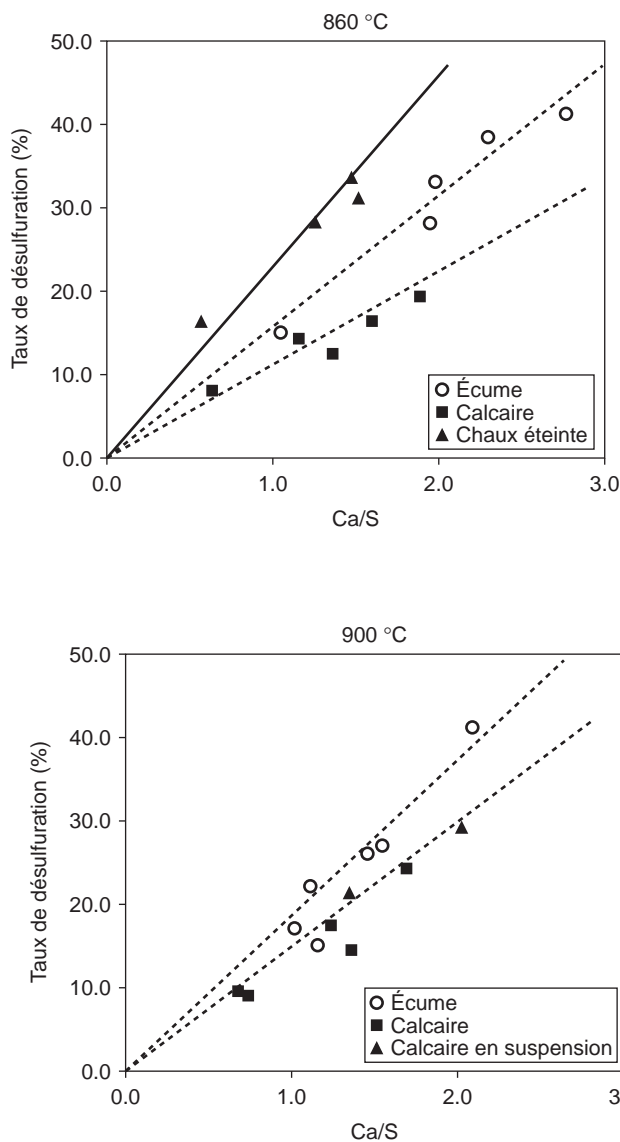 860 °C
50.0
40.0
30.0
20.0
10.0
0.0
Taux de désulfuration (%)
Écume
Calcaire
Chaux éteinte
0.0 1.0 2.0 3.0
Ca/S
900 °C
50.0
40.0
30.0
20.0
10.0
0.0
Taux de désulfuration (%)
Écume
Calcaire
Calcaire en suspension
0.0 1.0 2.0 3
Ca/S